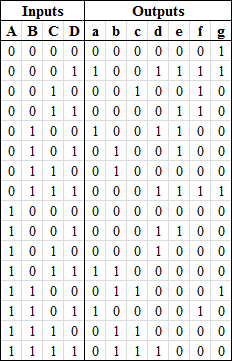 Inputs Outputs
A B C D a b c d e f g
0 0 0 0 0 0 0 0 0 0 1
0 0 0 1 1 0 0 1 1 1 1
0 0 1 0 0 0 1 0 0 1 0
0 0 1 1 0 0 0 0 1 1 0
0 1 0 0 1 0 0 1 1 0 0
0 1 0 1 0 1 0 0 1 0 0
0 1 1 0 0 1 0 0 0 0 0
0 1 1 1 0 0 0 1 1 1 1
1 0 0 0 0 0 0 0 0 0 0
1 0 0 1 0 0 0 1 1 0 0
1 0 1 0 0 0 0 1 0 0 0
1 0 1 1 1 1 0 0 0 0 0
1 1 0 0 0 1 1 0 0 0 1
1 1 0 1 1 0 0 0 0 1 0
1 1 1 0 0 1 1 0 0 0 0
1 1 1 1 0 1 1 1 0 0 0